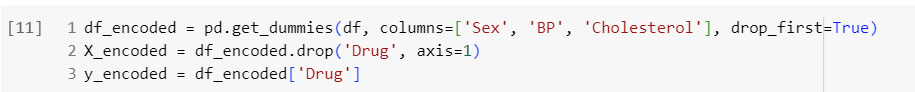 [11] 1 df_encoded = pd.get_dummies(df, columns=['Sex', 'BP', 'Cholesterol'], drop_first=True)
2 X_encoded = df_encoded.drop('Drug', axis=1)
3 y_encoded = df_encoded['Drug']